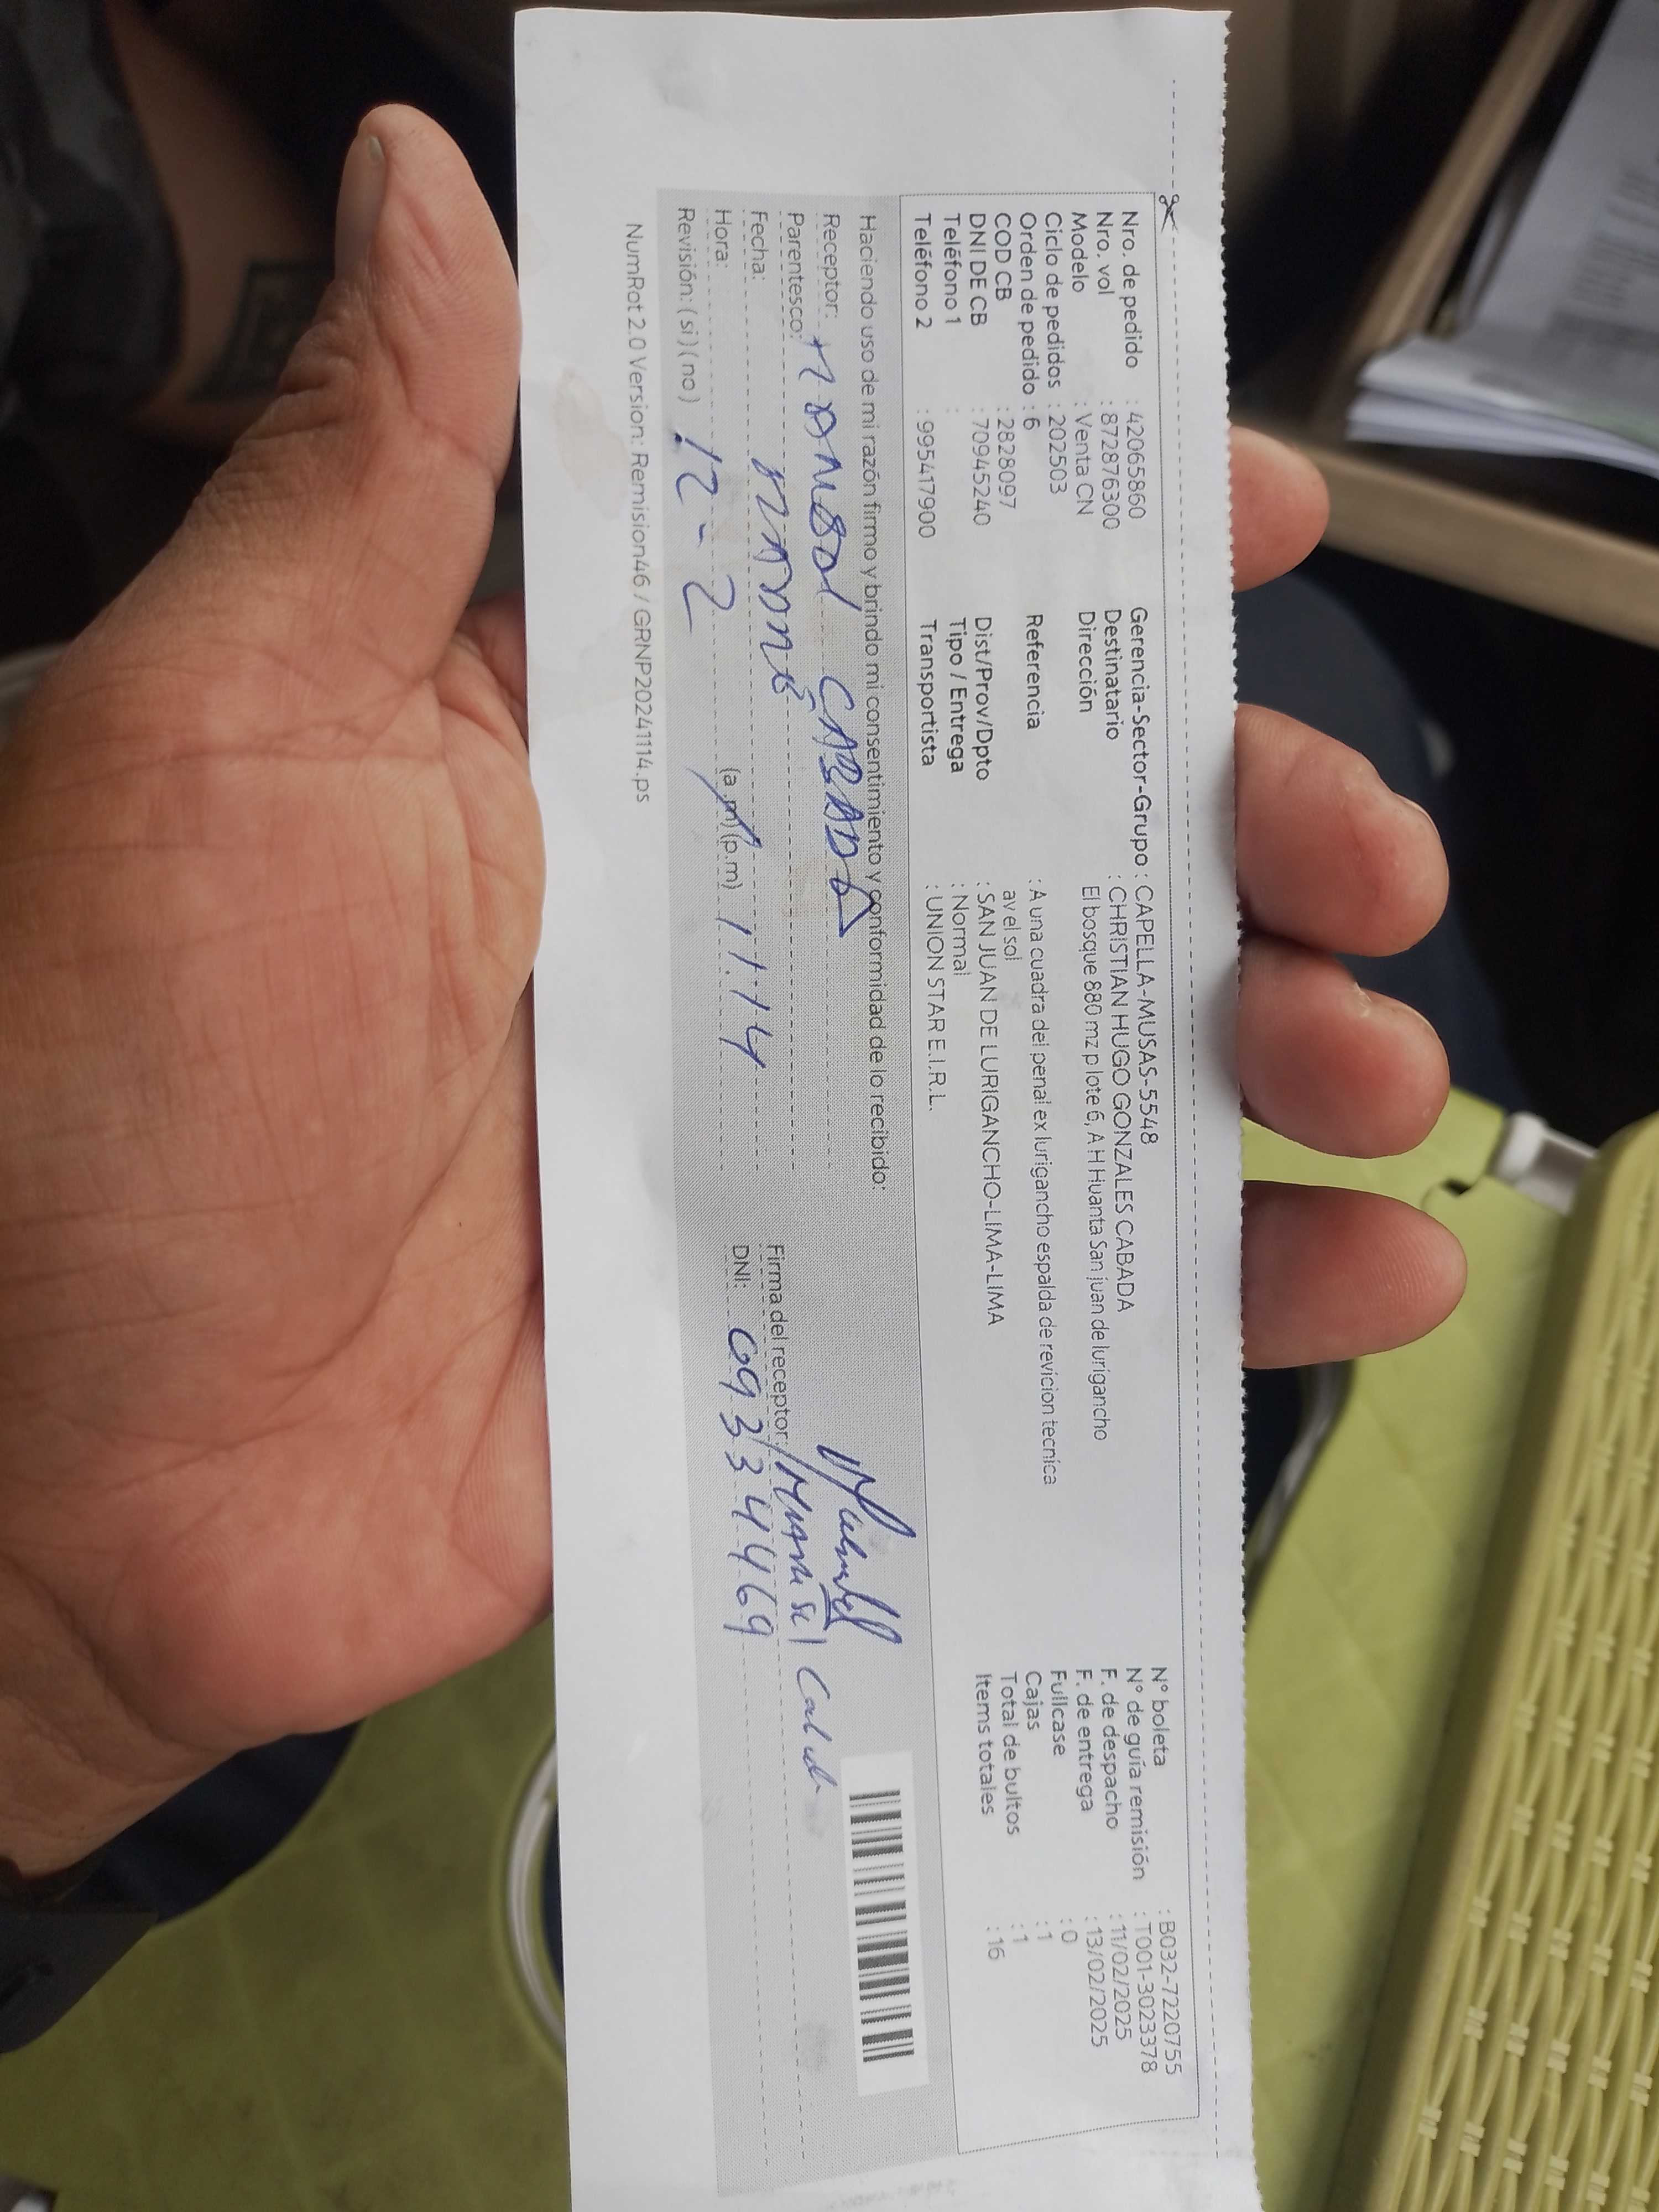 Nro. de pedido : 42065860
Nro. vol : 872876300
Modelo : Venta CN
Ciclo de pedidos : 202503
Orden de pedido : 6
COD CB : 2828097
DNI DE CB : 70945240
Teléfono 1 :
Teléfono 2 : 995417900
Gerencia-Sector-Grupo : CAPELLA-MUSAS-5548
Destinatario : CHRISTIAN HUGO GONZALES CABADA
Dirección El bosque 880 mz p lote 6, A H Huanta San juan de lurigancho
Referencia : A una cuadra del penal ex lurigancho espalda de revicion tecnica
av el sol
Dist/Prov/Dpto : SAN JUAN DE LURIGANCHO-LIMA-LIMA
Tipo / Entrega : Normal
Transportista : UNION STAR E.I.R.L.
N° boleta : B032-7220755
N° de guía remisión : T001-3023378
F. de despacho : 11/02/2025
F. de entrega : 13/02/2025
Fullcase : 0
Cajas : 1
Total de bultos : 1
Items totales : 16
Haciendo uso de mi razón firmo y brindo mi consentimiento y conformidad de lo recibido:
Receptor: CABADA
Parentesco:
Fecha:
Hora: 12-2 (a.m) (p.m) 11:14
Revisión: (si) (no)
Firma del receptor:
DNI: 09334469
NumRot 2.0 Version: Remision46 / GRNP20241114.ps